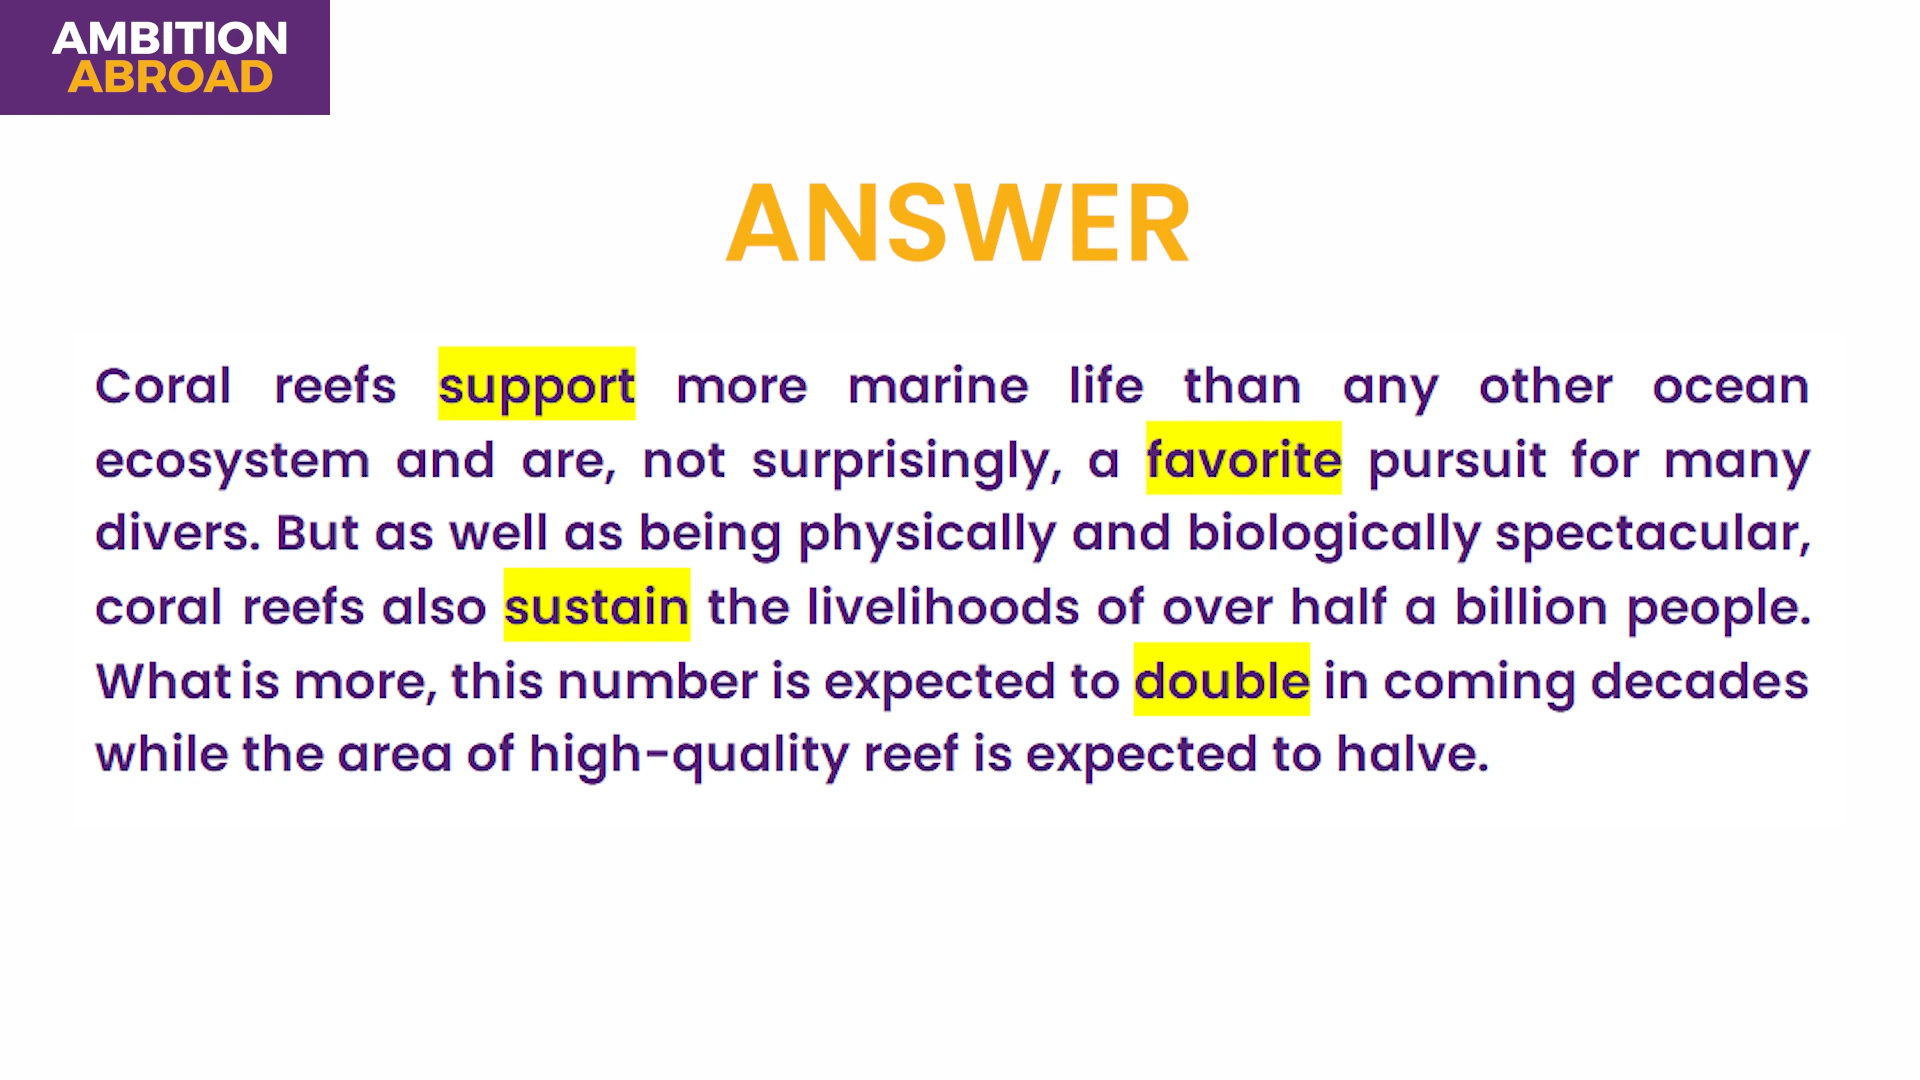 AMBITION
ABROAD
ANSWER
Coral reefs support more marine life than any other ocean
ecosystem and are, not surprisingly, a favorite pursuit for many
divers. But as well as being physically and biologically spectacular,
coral reefs also sustain the livelihoods of over half a billion people.
What is more, this number is expected to double in coming decades
while the area of high-quality reef is expected to halve.